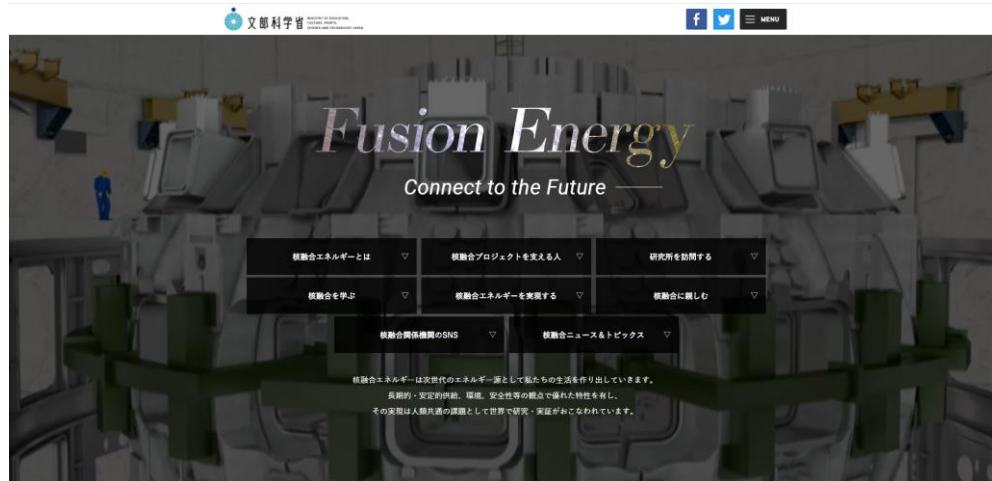 文部科学省
MINISTRY OF EDUCATION,
CULTURE, SPORTS,
SCIENCE AND TECHNOLOGY-JAPAN
MENU
Fusion Energy
Connect to the Future
核融合エネルギーとは
核融合プロジェクトを支える人
研究所を訪問する
核融合を学ぶ
核融合エネルギーを実現する
核融合に親しむ
核融合関係機関のSNS
核融合ニュース&トピックス
核融合エネルギーは次世代のエネルギー源として私たちの生活を作り出していきます。
長期的・安定的供給、環境、安全性等の観点で優れた特性を有し、
その実現は人類共通の課題として世界で研究・実証がおこなわれています。